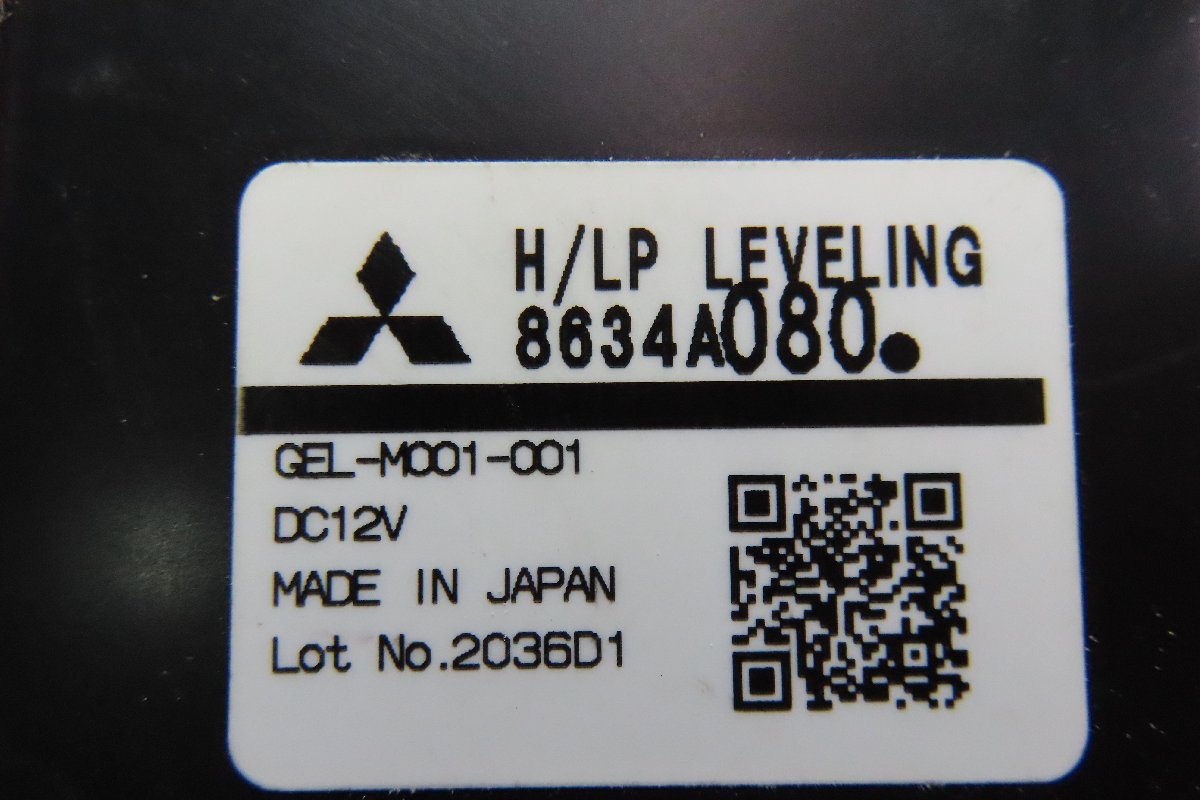 H/LP LEVELING
8634A080.
GEL-M001-001
DC12V
MADE IN JAPAN
Lot No.2036D1